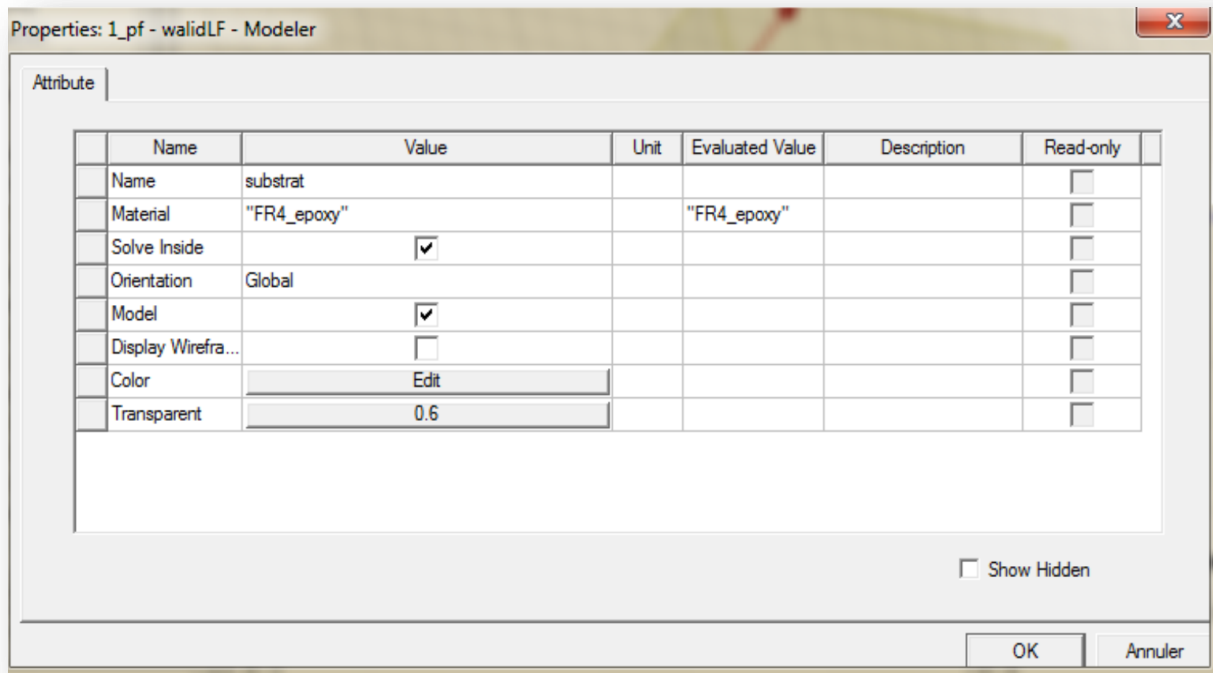 Properties: 1_pf - walidLF - Modeler
Attribute
Name Value Unit Evaluated Value Description Read-only
Name substrat
Material "FR4_epoxy" "FR4_epoxy"
Solve Inside
Orientation Global
Model
Display Wirefra...
Color Edit
Transparent 0.6
Show Hidden
OK Annuler